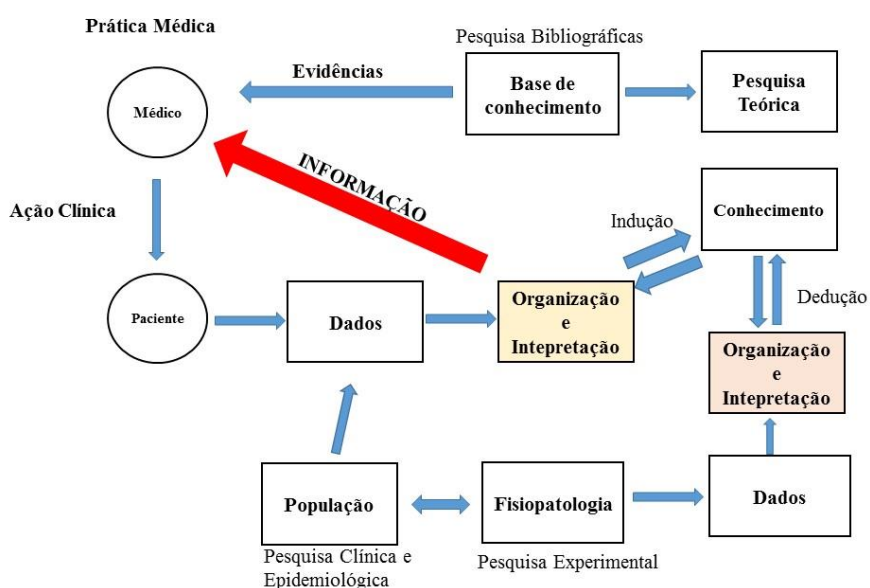 Prática Médica
Pesquisa Bibliográficas
Evidências
Base de
conhecimento
Pesquisa
Teórica
Médico
INFORMAÇÃO
Ação Clínica
Indução
Conhecimento
Paciente
Dados
Organização
e
Intepretação
Dedução
Organização
e
Intepretação
População
Fisiopatologia
Dados
Pesquisa Clínica e
Epidemiológica
Pesquisa Experimental